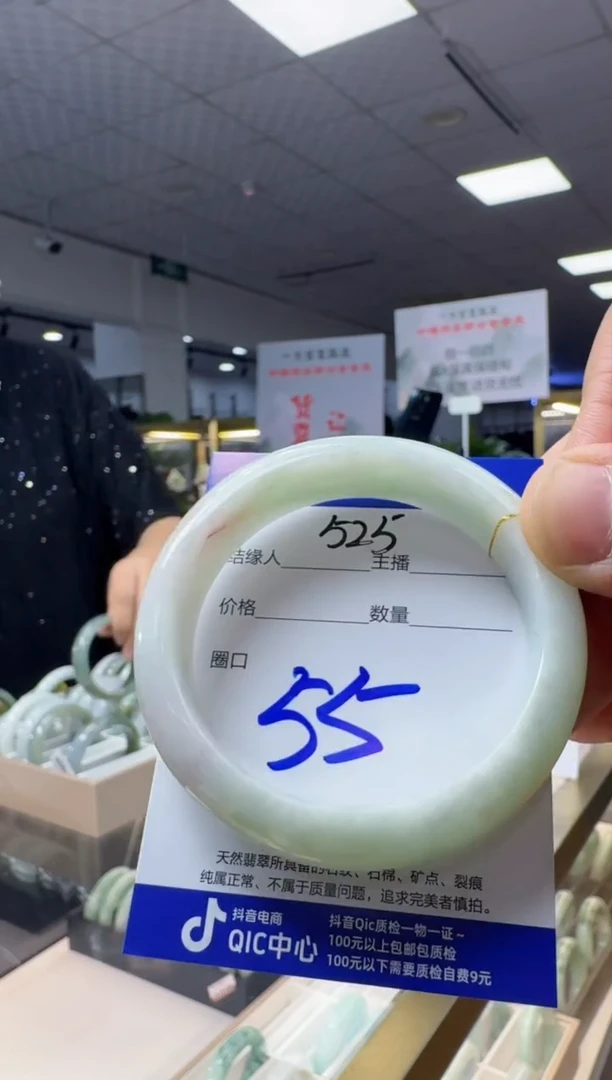 525
结缘人 主播
价格 数量
圈口
55
天然翡翠所具备的石纹、石棉、矿点、裂痕
纯属正常、不属于质量问题，追求完美者慎拍。
抖音电商
QIC中心
抖音Qic质检一物一证~
100元以上包邮包质检
100元以下需要质检自费9元